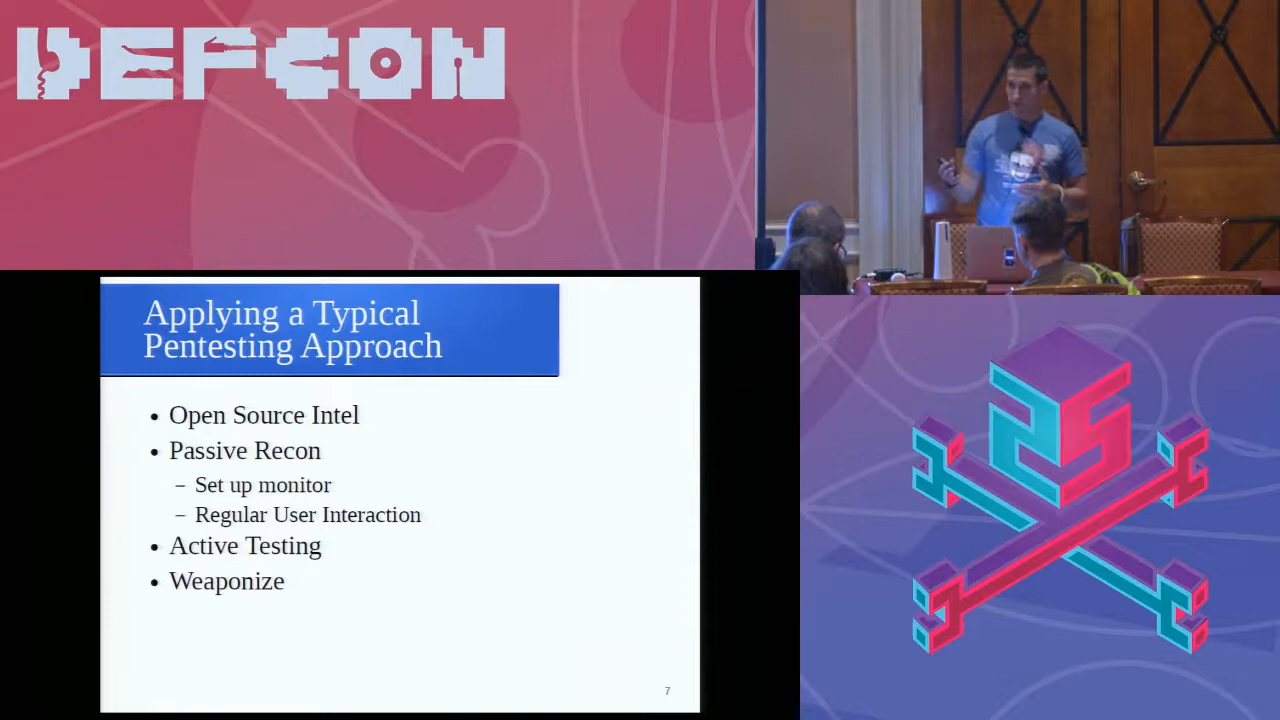 DEFCON
Applying a Typical
Pentesting Approach
• Open Source Intel
• Passive Recon
– Set up monitor
– Regular User Interaction
• Active Testing
• Weaponize
7
25